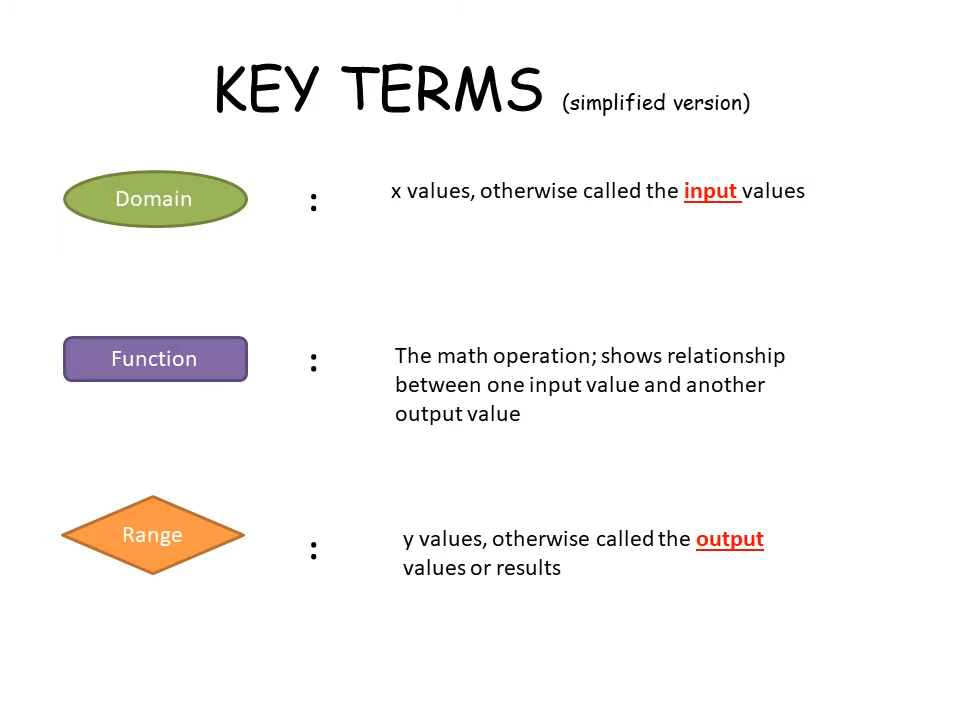 KEY TERMS (simplified version)
Domain : x values, otherwise called the input values
Function : The math operation; shows relationship
between one input value and another
output value
Range : y values, otherwise called the output
values or results